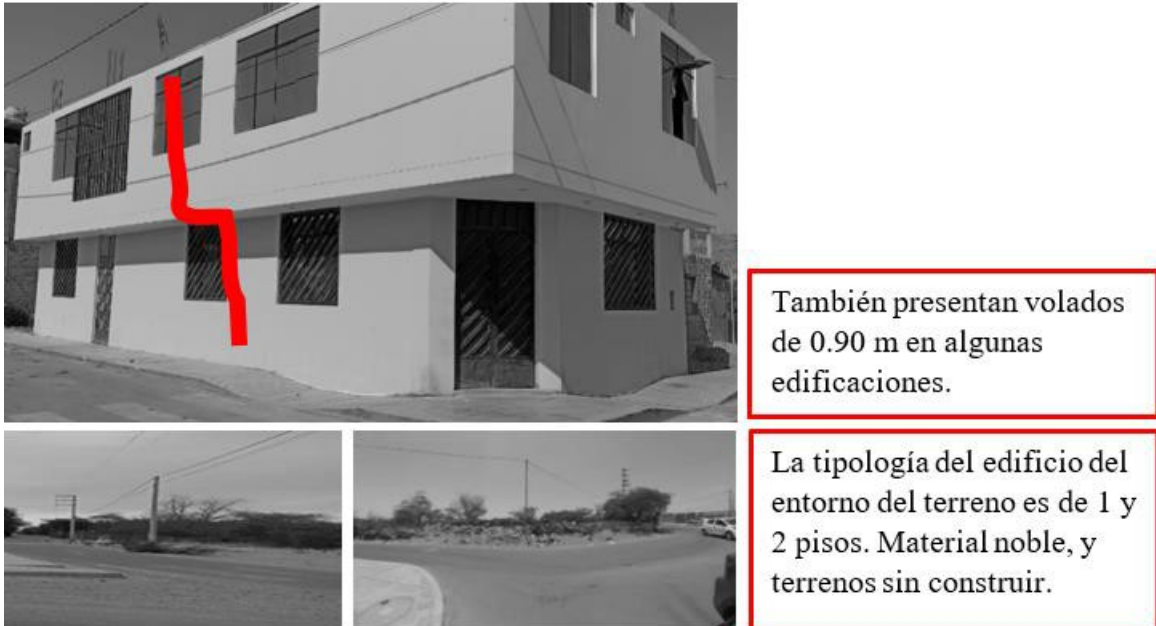 También presentan volados
de 0.90 m en algunas
edificaciones.
La tipología del edificio del
entorno del terreno es de 1 y
2 pisos. Material noble, y
terrenos sin construir.